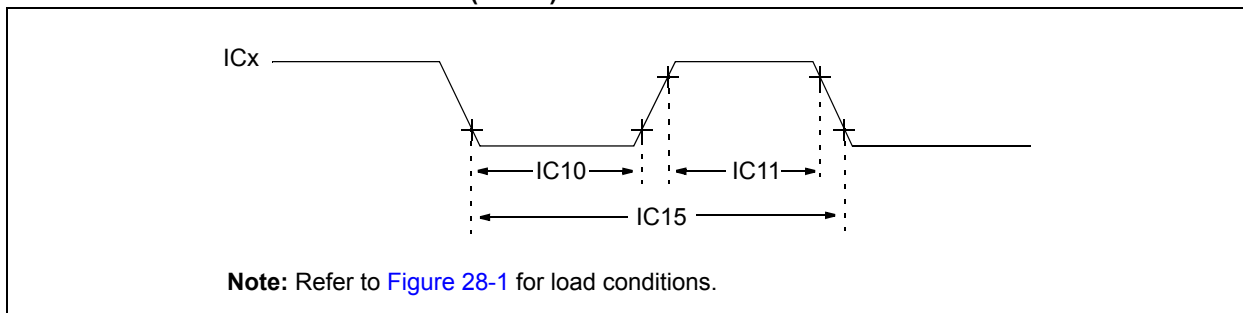 ICx
IC10
IC11
IC15
Note: Refer to Figure 28-1 for load conditions.